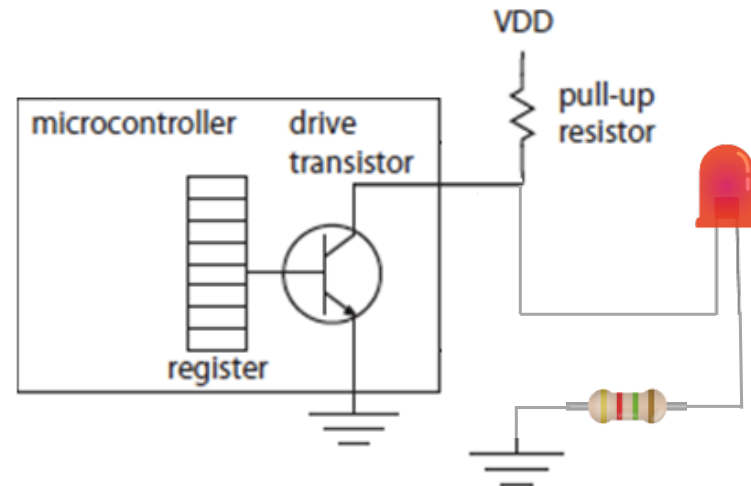 VDD
pull-up
resistor
microcontroller
drive
transistor
register